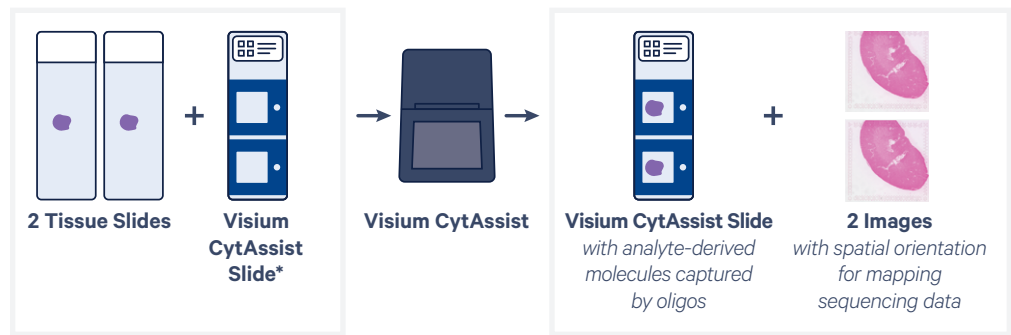 2 Tissue Slides
Visium
CytAssist
Slide*
Visium CytAssist
Visium CytAssist Slide
with analyte-derived
molecules captured
by oligos
2 Images
with spatial orientation
for mapping
sequencing data